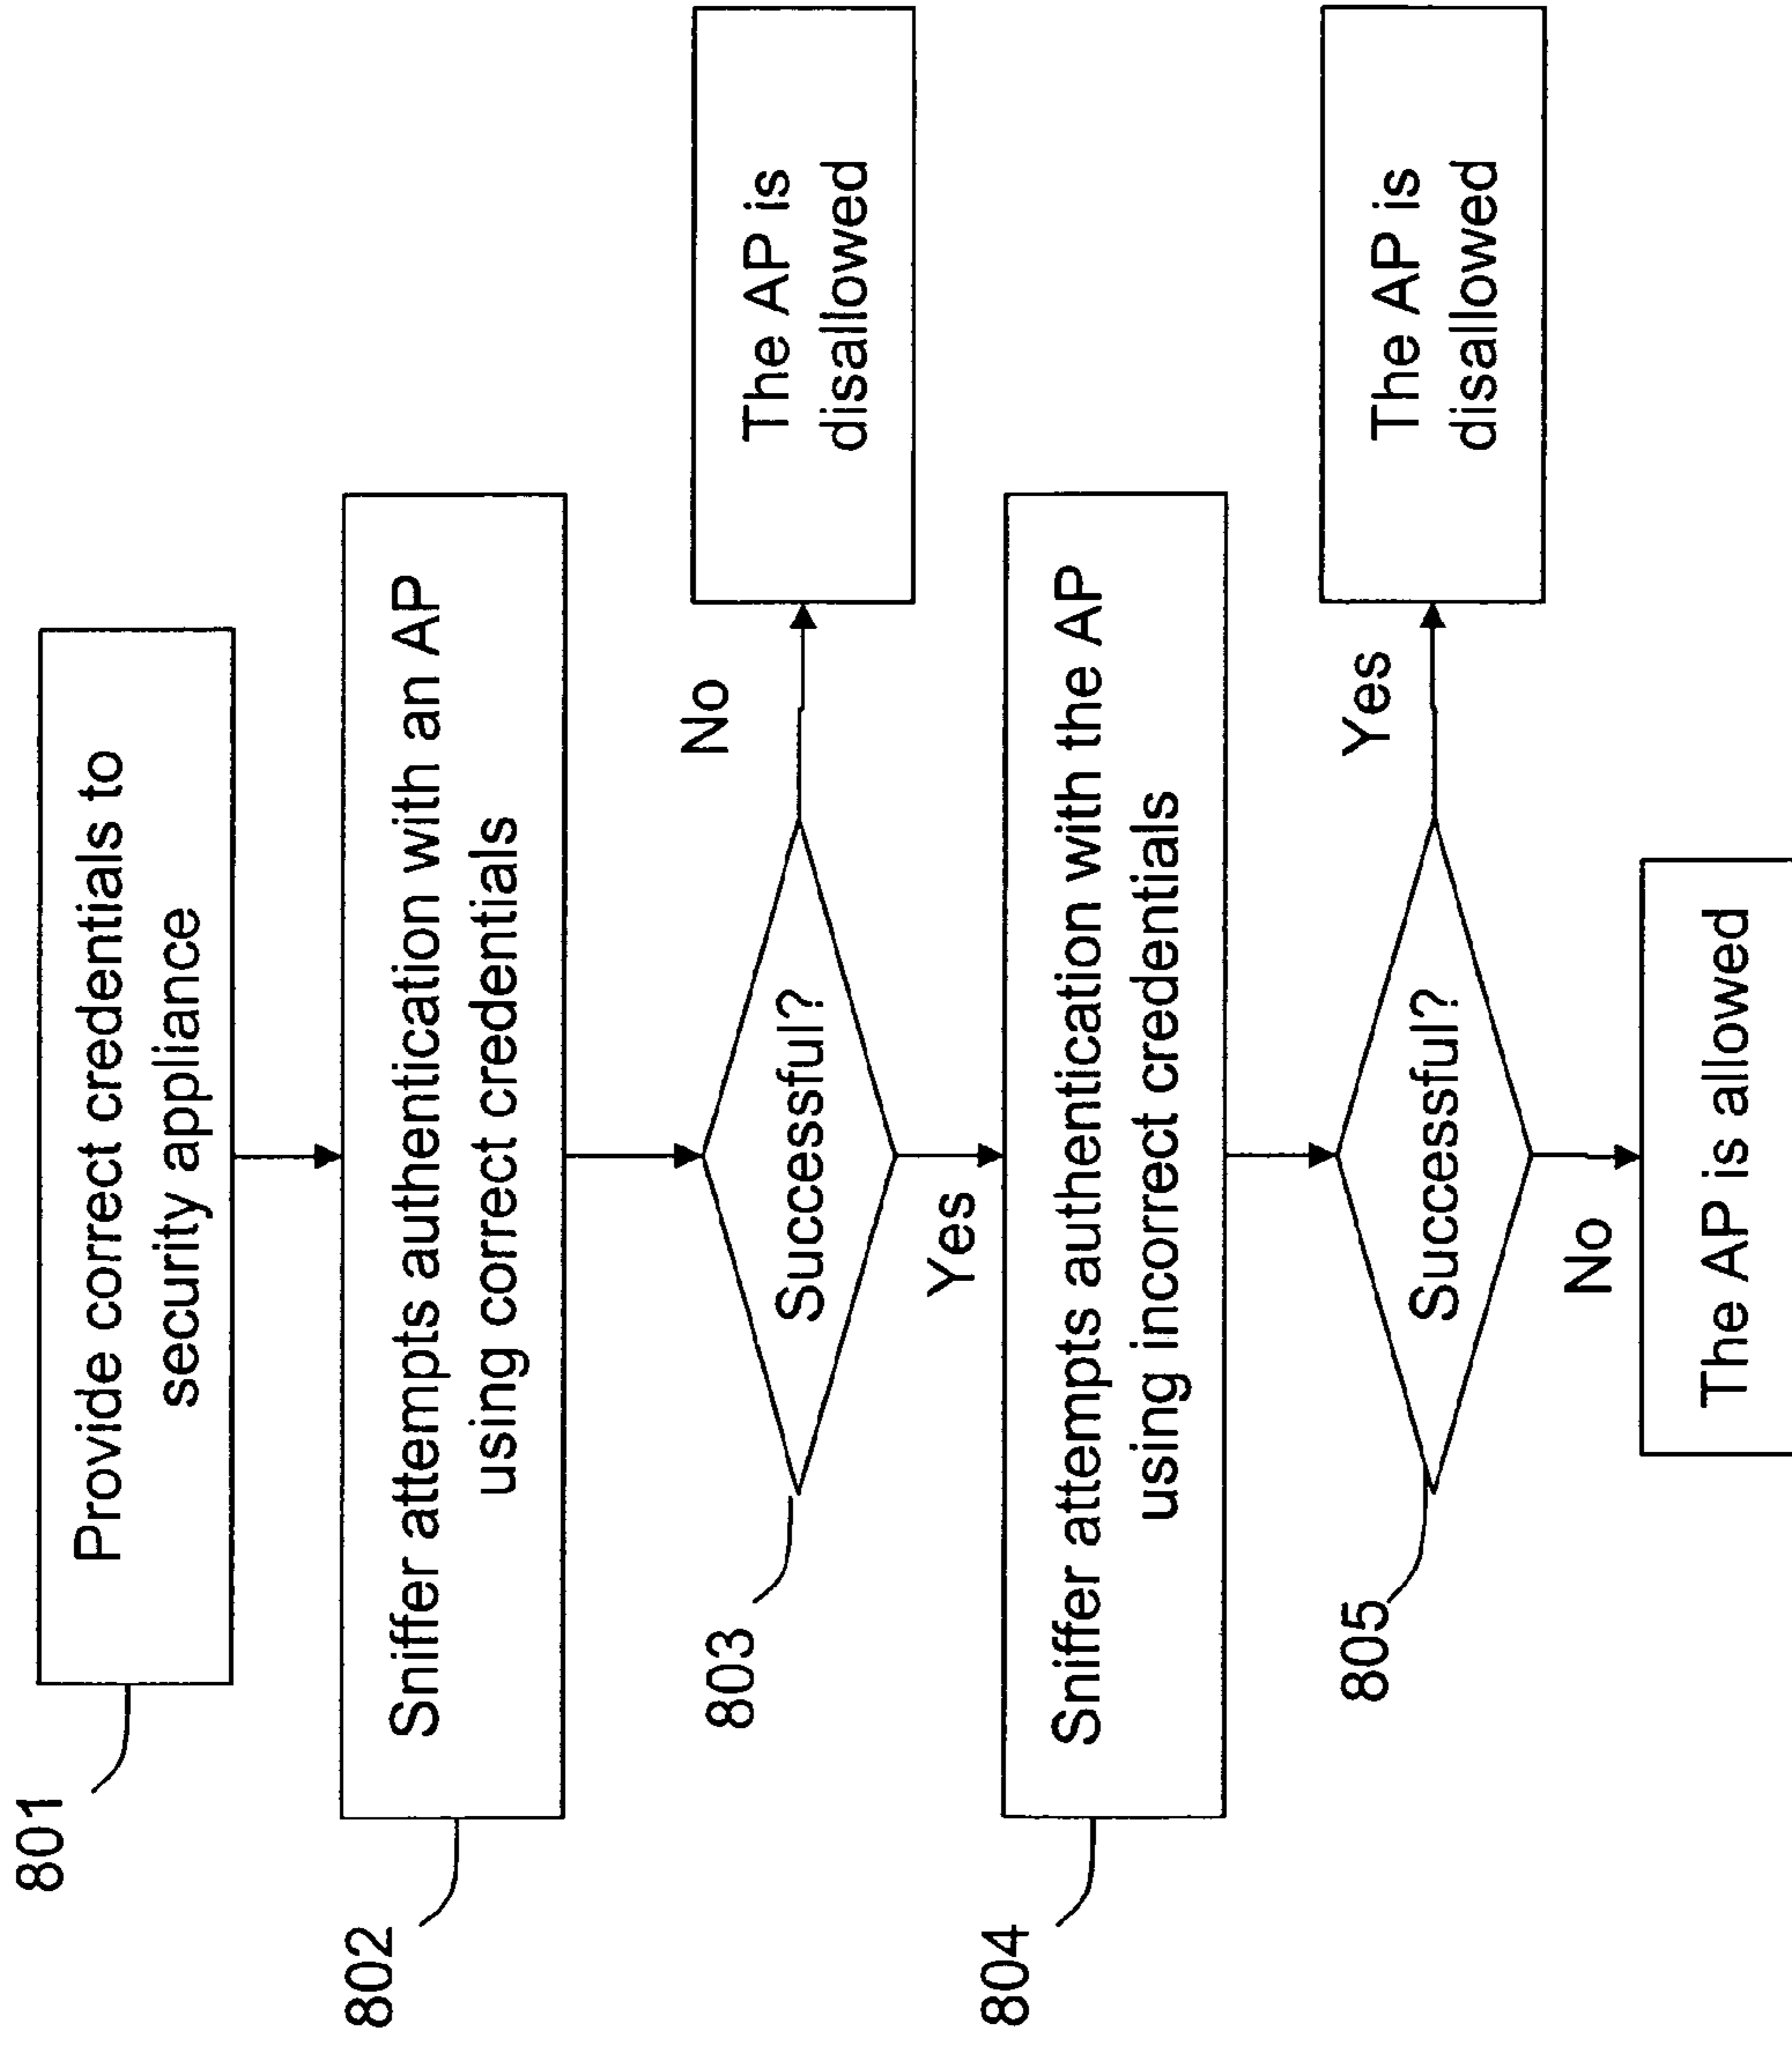 801
Provide correct credentials to
security appliance
802
Sniffer attempts authentication with an AP
using correct credentials
803
Successful?
No
The AP is
disallowed
Yes
804
Sniffer attempts authentication with the AP
using incorrect credentials
805
Successful?
Yes
The AP is
disallowed
No
The AP is allowed